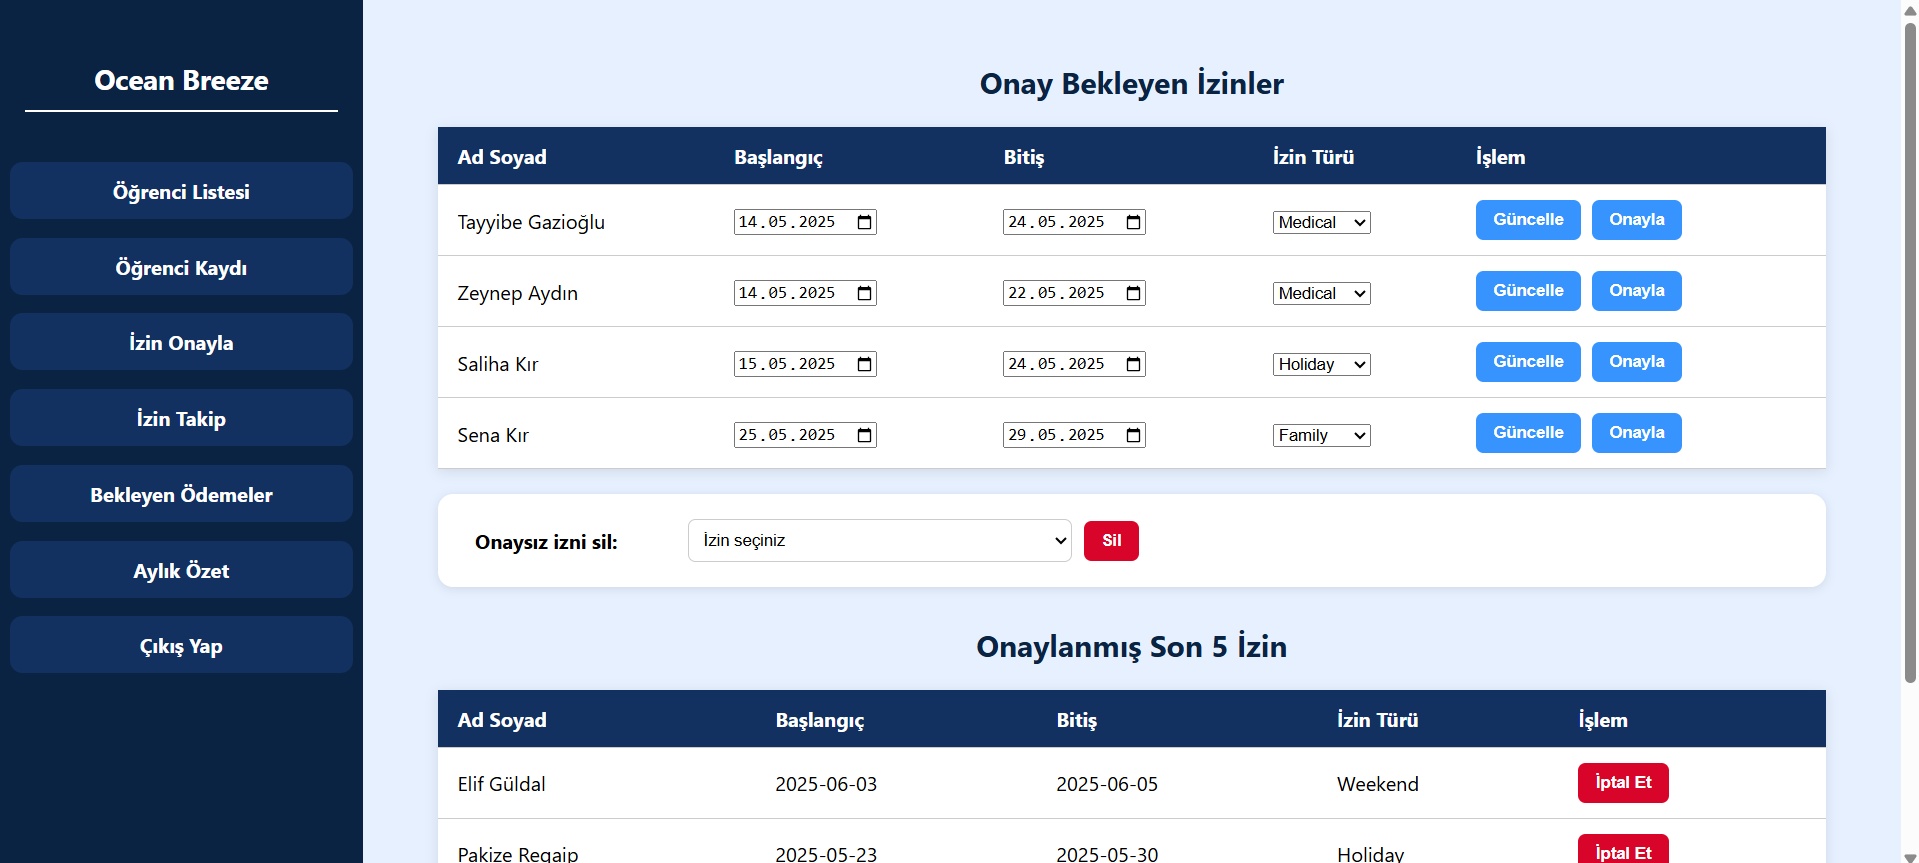 Ocean Breeze
Öğrenci Listesi
Öğrenci Kaydı
İzin Onayla
İzin Takip
Bekleyen Ödemeler
Aylık Özet
Çıkış Yap
Onay Bekleyen İzinler
Ad Soyad Başlangıç Bitiş İzin Türü İşlem
Tayyibe Gazioğlu 14.05.2025 24.05.2025 Medical Güncelle Onayla
Zeynep Aydın 14.05.2025 22.05.2025 Medical Güncelle Onayla
Saliha Kır 15.05.2025 24.05.2025 Holiday Güncelle Onayla
Sena Kır 25.05.2025 29.05.2025 Family Güncelle Onayla
Onaysız izni sil: İzin seçiniz Sil
Onaylanmış Son 5 İzin
Ad Soyad Başlangıç Bitiş İzin Türü İşlem
Elif Güldal 2025-06-03 2025-06-05 Weekend İptal Et
Pakize Regaip 2025-05-23 2025-05-30 Holiday İptal Et